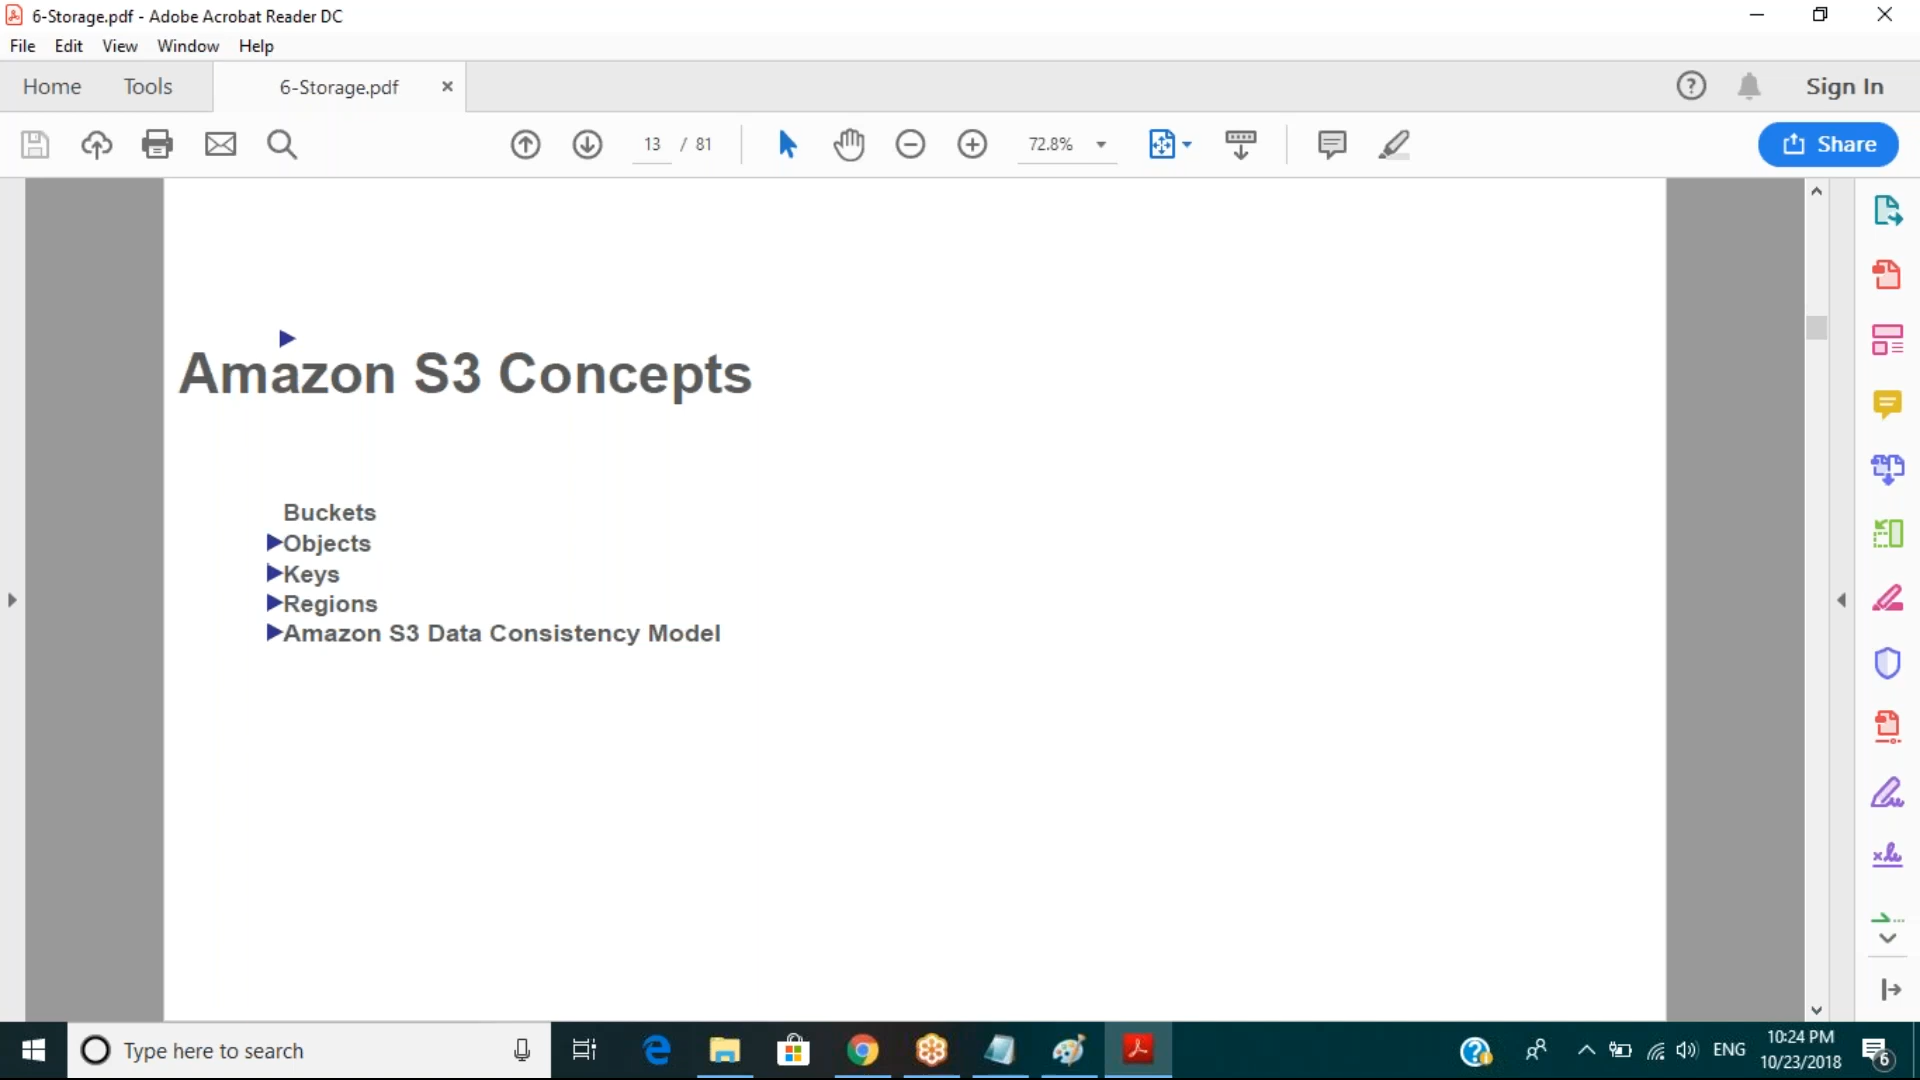 6-Storage.pdf - Adobe Acrobat Reader DC
File Edit View Window Help
Home Tools 6-Storage.pdf × Sign In
13 / 81 72.8% Share
Amazon S3 Concepts
Buckets
Objects
Keys
Regions
Amazon S3 Data Consistency Model
Type here to search
ENG
10:24 PM
10/23/2018
6